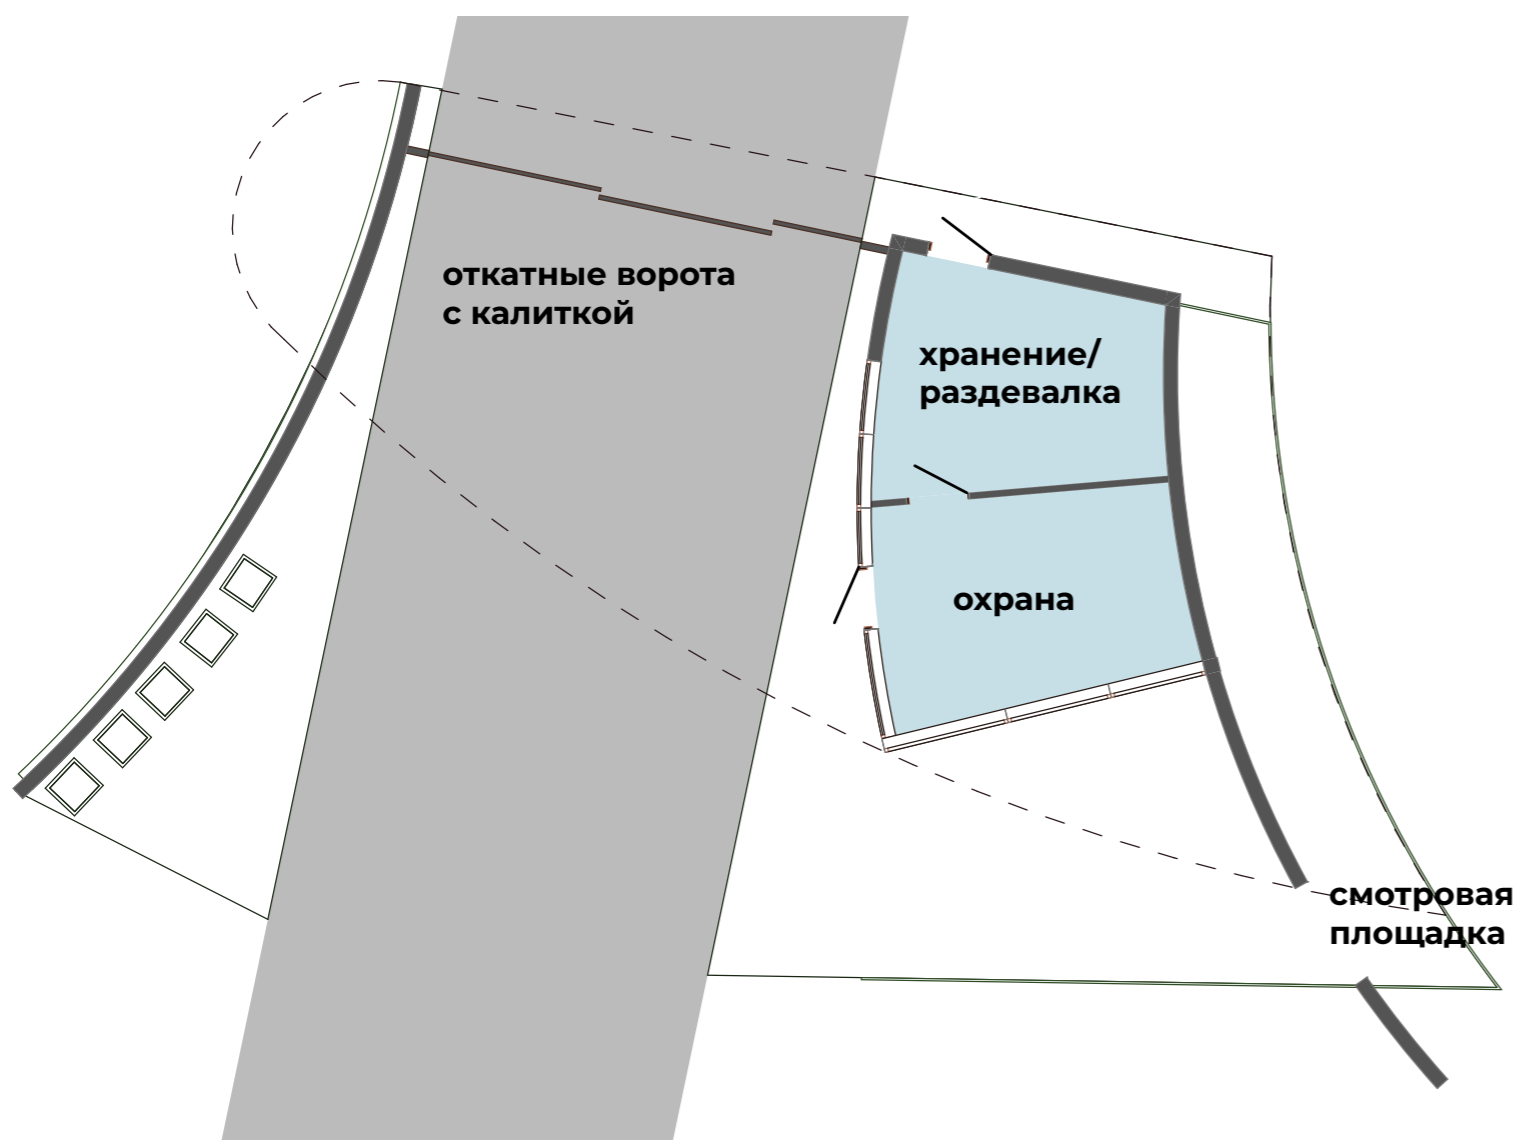 откатные ворота
с калиткой
хранение/
раздевалка
охрана
смотровая
площадка